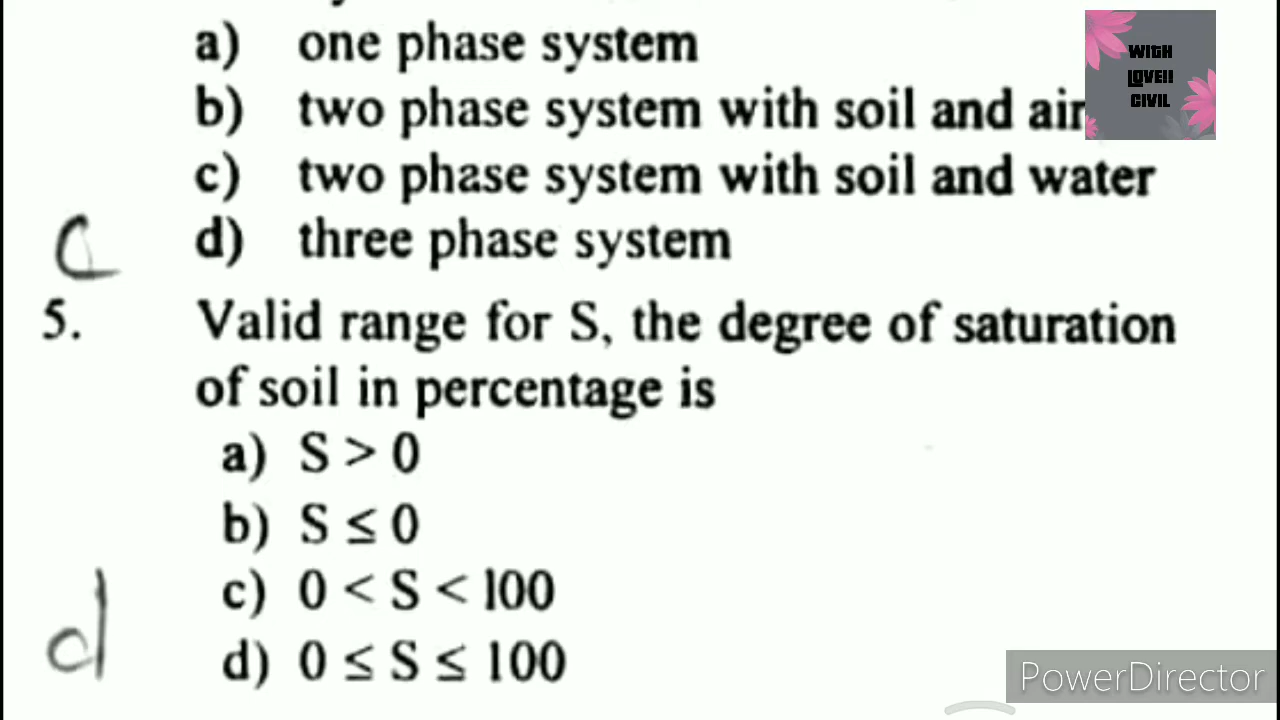 a) one phase system
b) two phase system with soil and air
c) two phase system with soil and water
d) three phase system
c
5. Valid range for S, the degree of saturation
of soil in percentage is
a) S > 0
b) S ≤ 0
c) 0 < S < 100
d) 0 ≤ S ≤ 100
d
WITH
LOVEII
CIVIL
PowerDirector